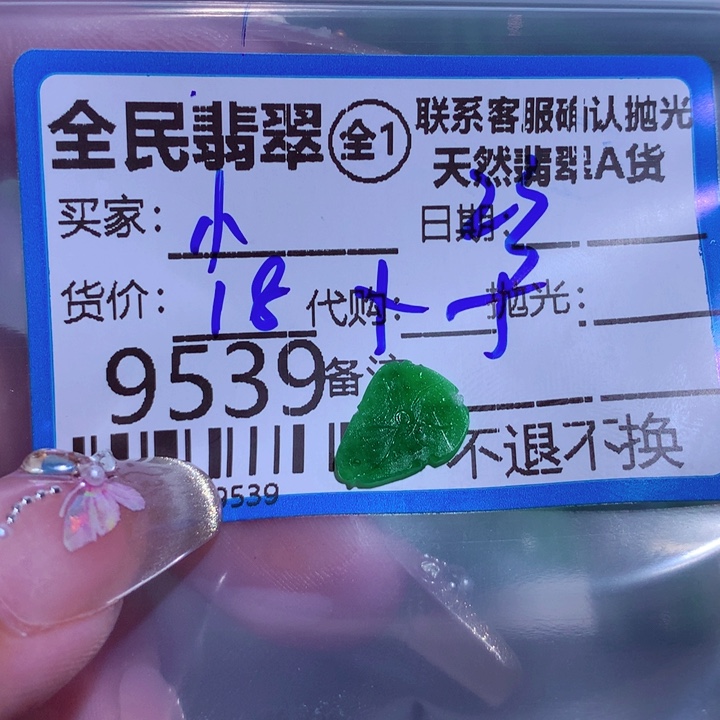 全民翡翠 全1 联系客服确认抛光
天然翡翠A货
买家: 小
日期:
货价: 18 代购: 抛光:
9539 备注
不退不换
9539